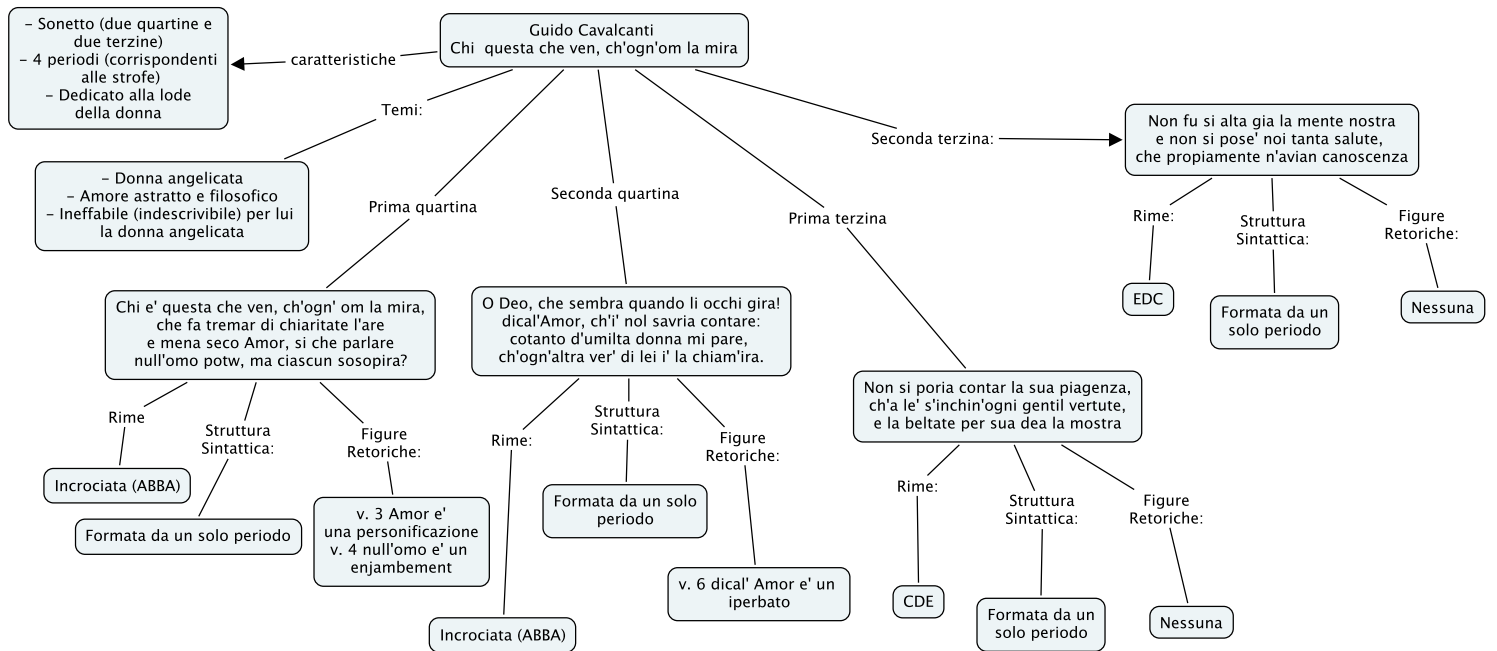 Guido Cavalcanti
Chi  questa che ven, ch'ogn'om la mira
caratteristiche
– Sonetto (due quartine e
due terzine)
– 4 periodi (corrispondenti
alle strofe)
– Dedicato alla lode
della donna
Temi:
– Donna angelicata
– Amore astratto e filosofico
– Ineffabile (indescrivibile) per lui
la donna angelicata
Prima quartina
Chi e' questa che ven, ch'ogn' om la mira,
che fa tremar di chiaritate l'are
e mena seco Amor, si che parlare
null'omo potw, ma ciascun sosopira?
Rime
Incrociata (ABBA)
Struttura
Sintattica:
Formata da un solo periodo
Figure
Retoriche:
v. 3 Amor e'
una personificazione
v. 4 null'omo e' un
enjambement
Seconda quartina
O Deo, che sembra quando li occhi gira!
dical'Amor, ch'i' nol savria contare:
cotanto d'umilta donna mi pare,
ch'ogn'altra ver' di lei i' la chiam'ira.
Rime:
Incrociata (ABBA)
Struttura
Sintattica:
Formata da un solo
periodo
Figure
Retoriche:
v. 6 dical' Amor e' un
iperbato
Prima terzina
Non si poria contar la sua piagenza,
ch'a le' s'inchin'ogni gentil vertute,
e la beltate per sua dea la mostra
Rime:
CDE
Struttura
Sintattica:
Formata da un
solo periodo
Figure
Retoriche:
Nessuna
Seconda terzina:
Non fu si alta gia la mente nostra
e non si pose' noi tanta salute,
che propiamente n'avian canoscenza
Rime:
EDC
Struttura
Sintattica:
Formata da un
solo periodo
Figure
Retoriche:
Nessuna